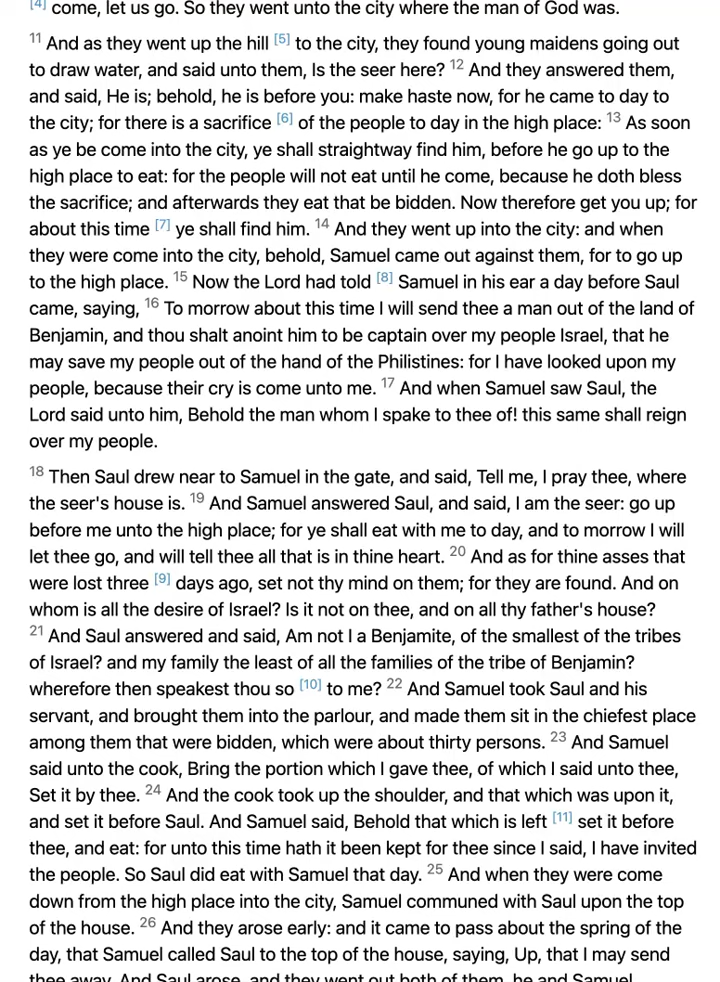 [4] come, let us go. So they went unto the city where the man of God was.
11 And as they went up the hill [5] to the city, they found young maidens going out
to draw water, and said unto them, Is the seer here? 12 And they answered them,
and said, He is; behold, he is before you: make haste now, for he came to day to
the city; for there is a sacrifice [6] of the people to day in the high place: 13 As soon
as ye be come into the city, ye shall straightway find him, before he go up to the
high place to eat: for the people will not eat until he come, because he doth bless
the sacrifice; and afterwards they eat that be bidden. Now therefore get you up; for
about this time [7] ye shall find him. 14 And they went up into the city: and when
they were come into the city, behold, Samuel came out against them, for to go up
to the high place. 15 Now the Lord had told [8] Samuel in his ear a day before Saul
came, saying, 16 To morrow about this time I will send thee a man out of the land of
Benjamin, and thou shalt anoint him to be captain over my people Israel, that he
may save my people out of the hand of the Philistines: for I have looked upon my
people, because their cry is come unto me. 17 And when Samuel saw Saul, the
Lord said unto him, Behold the man whom I spake to thee of! this same shall reign
over my people.
18 Then Saul drew near to Samuel in the gate, and said, Tell me, I pray thee, where
the seer's house is. 19 And Samuel answered Saul, and said, I am the seer: go up
before me unto the high place; for ye shall eat with me to day, and to morrow I will
let thee go, and will tell thee all that is in thine heart. 20 And as for thine asses that
were lost three [9] days ago, set not thy mind on them; for they are found. And on
whom is all the desire of Israel? Is it not on thee, and on all thy father's house?
21 And Saul answered and said, Am not I a Benjamite, of the smallest of the tribes
of Israel? and my family the least of all the families of the tribe of Benjamin?
wherefore then speakest thou so [10] to me? 22 And Samuel took Saul and his
servant, and brought them into the parlour, and made them sit in the chiefest place
among them that were bidden, which were about thirty persons. 23 And Samuel
said unto the cook, Bring the portion which I gave thee, of which I said unto thee,
Set it by thee. 24 And the cook took up the shoulder, and that which was upon it,
and set it before Saul. And Samuel said, Behold that which is left [11] set it before
thee, and eat: for unto this time hath it been kept for thee since I said, I have invited
the people. So Saul did eat with Samuel that day. 25 And when they were come
down from the high place into the city, Samuel communed with Saul upon the top
of the house. 26 And they arose early: and it came to pass about the spring of the
day, that Samuel called Saul to the top of the house, saying, Up, that I may send
thee away. And Saul arose, and they went out both of them, he and Samuel,